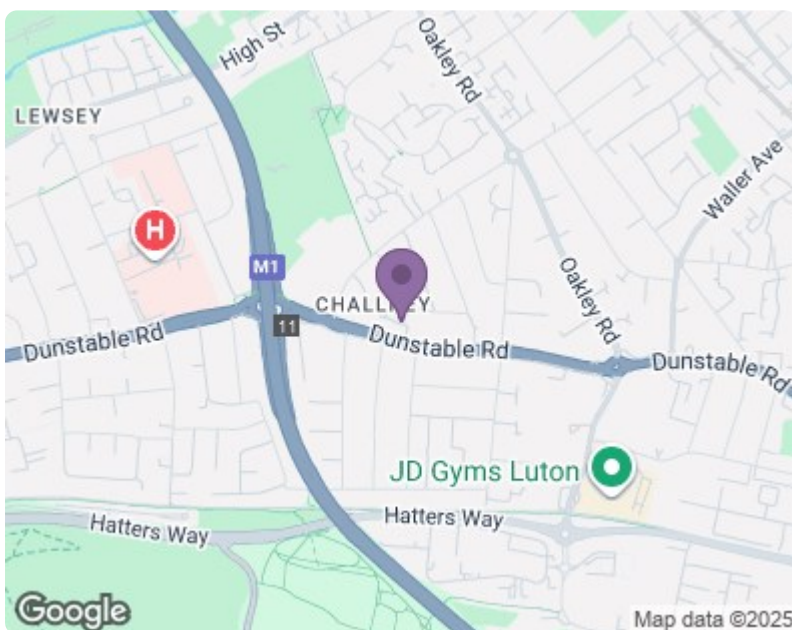 High St
Oakley Rd
LEWSEY
Waller Ave
H
M1
Oakley Rd
11
Dunstable Rd
Dunstable Rd
Dunstable Rd
JD Gyms Luton
Hatters Way
Hatters Way
Google
Map data ©2025